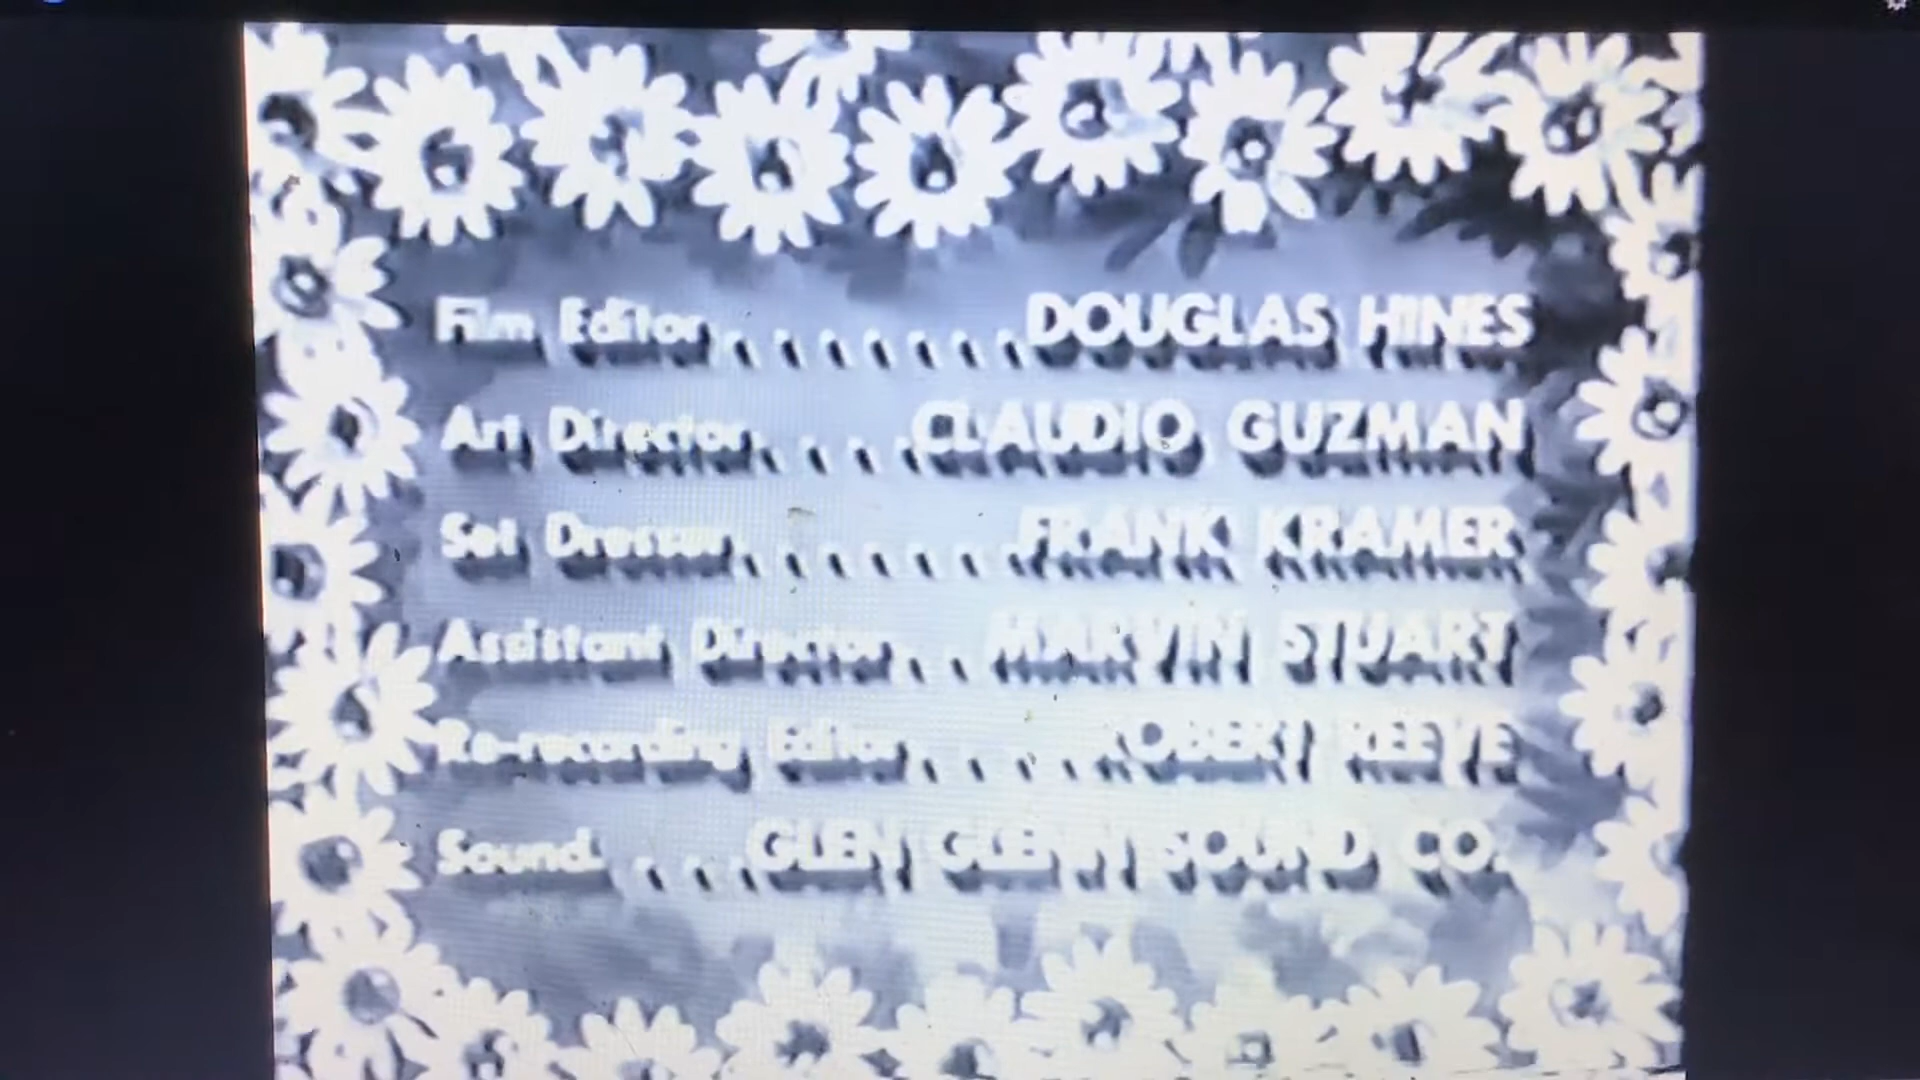 Film Editor.......DOUGLAS HINES
Art Director....CLAUDIO GUZMAN
Set Dresser.......FRANK KRAMER
Assistant Director..MARVIN STUART
Re-recording Editor....ROBERT REEVE
Sound....GLEN GLENN SOUND CO.